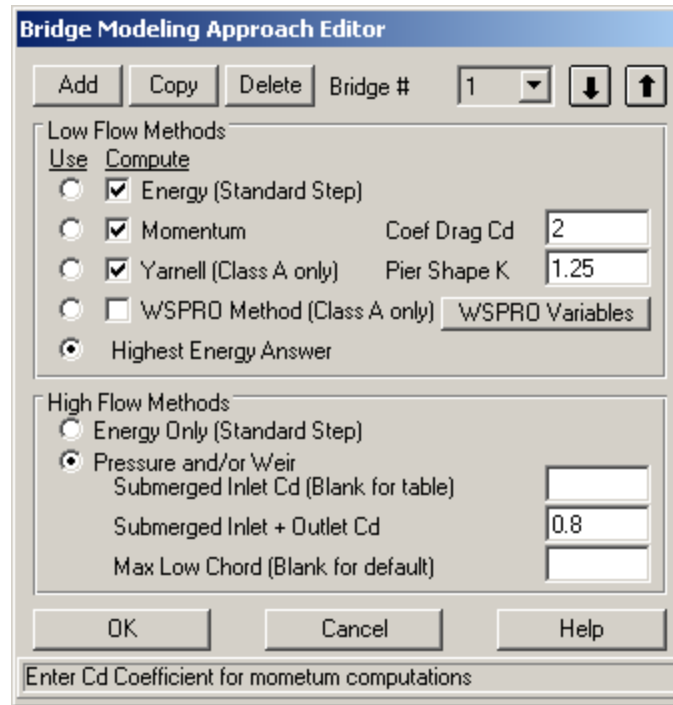 Bridge Modeling Approach Editor
Add Copy Delete Bridge # 1
Low Flow Methods
Use Compute
Energy (Standard Step)
Momentum Coef Drag Cd 2
Yarnell (Class A only) Pier Shape K 1.25
WSPRO Method (Class A only) WSPRO Variables
Highest Energy Answer
High Flow Methods
Energy Only (Standard Step)
Pressure and/or Weir
Submerged Inlet Cd (Blank for table)
Submerged Inlet + Outlet Cd 0.8
Max Low Chord (Blank for default)
OK Cancel Help
Enter Cd Coefficient for mometum computations